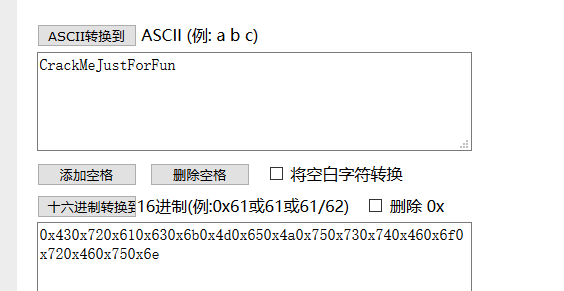 ASCII转换到 ASCII (例: a b c)
CrackMeJustForFun
添加空格 删除空格 将空白字符转换
十六进制转换到 16进制(例:0x61或61或61/62) 删除 0x
0x430x720x610x630x6b0x4d0x650x4a0x750x730x740x460x6f0
x720x460x750x6e